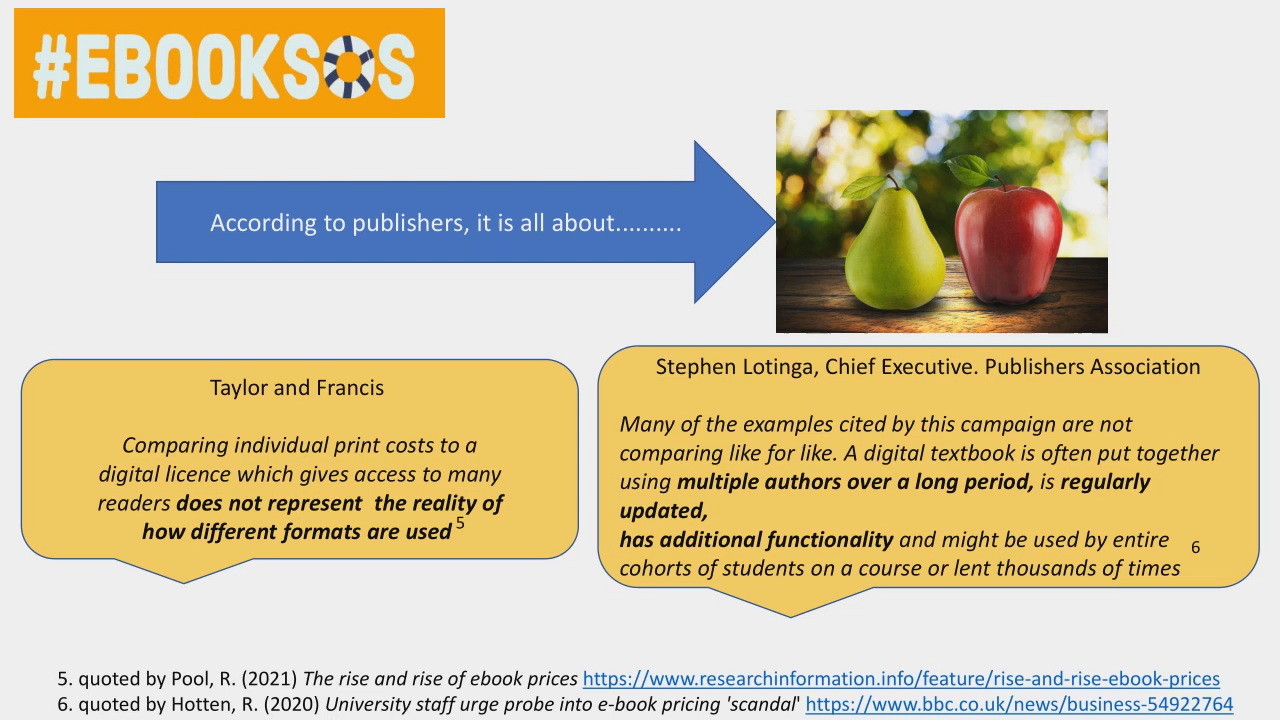 #EBOOKSOS
According to publishers, it is all about..........
Taylor and Francis
Comparing individual print costs to a
digital licence which gives access to many
readers does not represent  the reality of
how different formats are used 5
Stephen Lotinga, Chief Executive. Publishers Association
Many of the examples cited by this campaign are not
comparing like for like. A digital textbook is often put together
using multiple authors over a long period, is regularly
updated,
has additional functionality and might be used by entire 6
cohorts of students on a course or lent thousands of times
5. quoted by Pool, R. (2021) The rise and rise of ebook prices https://www.researchinformation.info/feature/rise-and-rise-ebook-prices
6. quoted by Hotten, R. (2020) University staff urge probe into e-book pricing 'scandal' https://www.bbc.co.uk/news/business-54922764